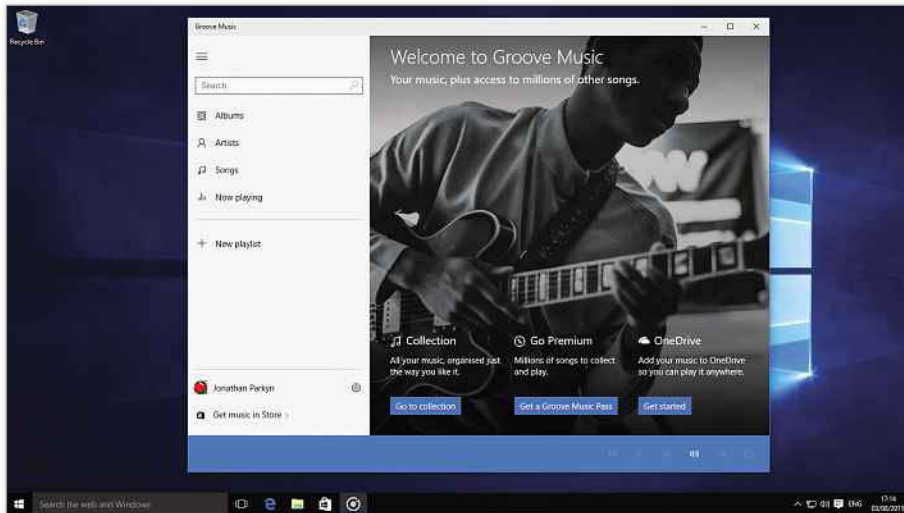 Recycle Bin
Groove Music
Search
Albums
Artists
Songs
Now playing
New playlist
Jonathan Parkyn
Get music in Store
Welcome to Groove Music
Your music, plus access to millions of other songs.
Collection
All your music, organised just
the way you like it.
Go to collection
Go Premium
Millions of songs to collect
and play.
Get a Groove Music Pass
OneDrive
Add your music to OneDrive
so you can play it anywhere.
Get started
Search the web and Windows
ENG
17:14
03/08/2015